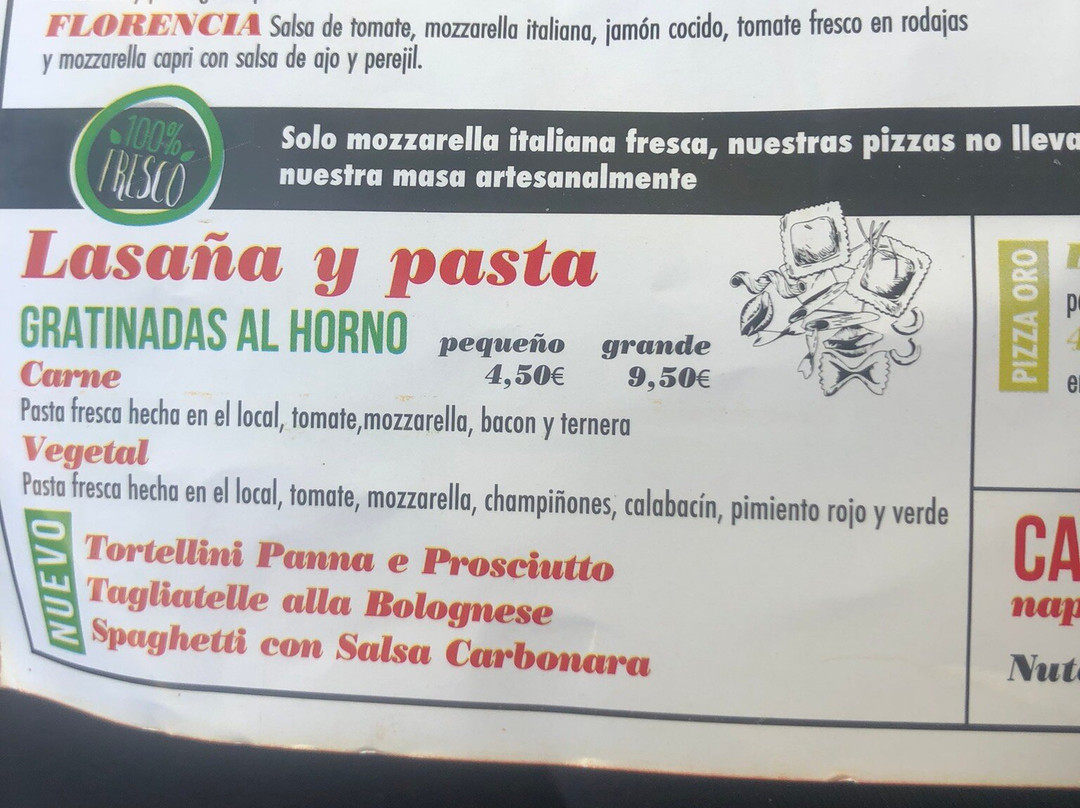 FLORENCIA Salsa de tomate, mozzarella italiana, jamón cocido, tomate fresco en rodajas
y mozzarella capri con salsa de ajo y perejil.
100%
FRESCO
Solo mozzarella italiana fresca, nuestras pizzas no lleva
nuestra masa artesanalmente
Lasaña y pasta
GRATINADAS AL HORNO pequeño grande
Carne 4,50€ 9,50€
Pasta fresca hecha en el local, tomate,mozzarella, bacon y ternera
Vegetal
Pasta fresca hecha en el local, tomate, mozzarella, champiñones, calabacín, pimiento rojo y verde
NUEVO
Tortellini Panna e Prosciutto
Tagliatelle alla Bolognese
Spaghetti con Salsa Carbonara
PIZZA ORO
CA
nap
Nut